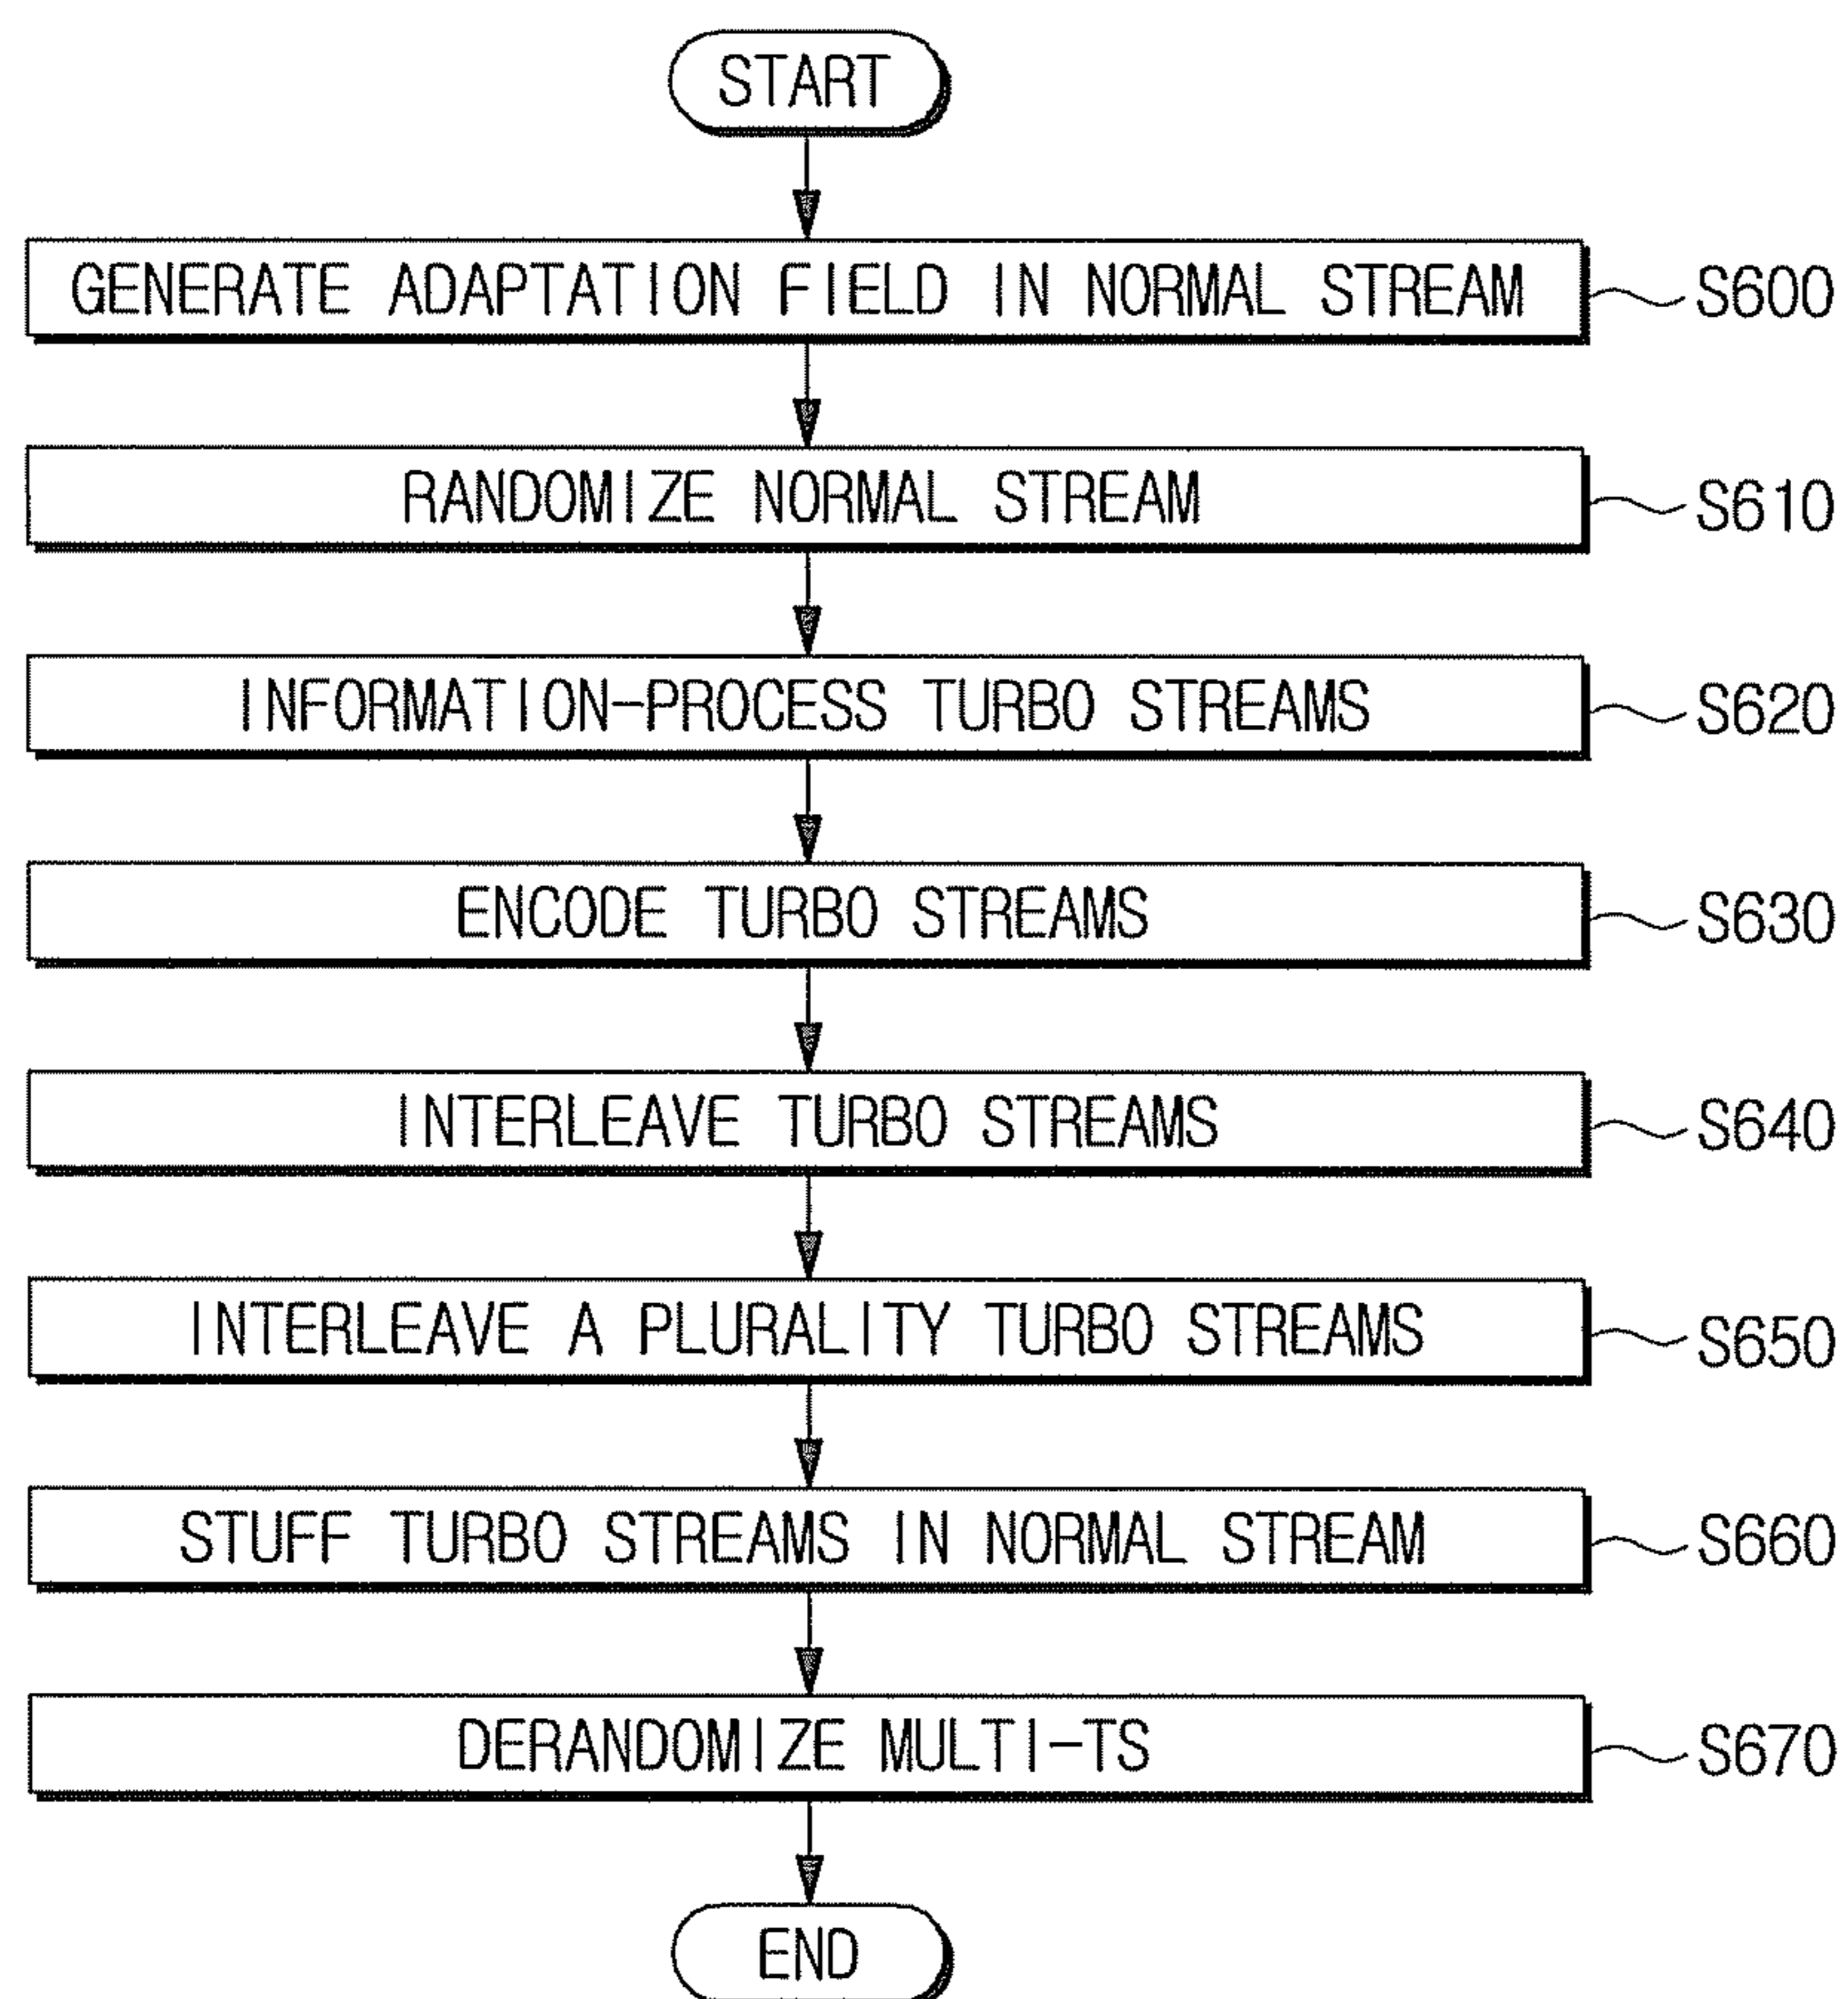 START
GENERATE ADAPTATION FIELD IN NORMAL STREAM
S600
RANDOMIZE NORMAL STREAM
S610
INFORMATION-PROCESS TURBO STREAMS
S620
ENCODE TURBO STREAMS
S630
INTERLEAVE TURBO STREAMS
S640
INTERLEAVE A PLURALITY TURBO STREAMS
S650
STUFF TURBO STREAMS IN NORMAL STREAM
S660
DERANDOMIZE MULTI-TS
S670
END